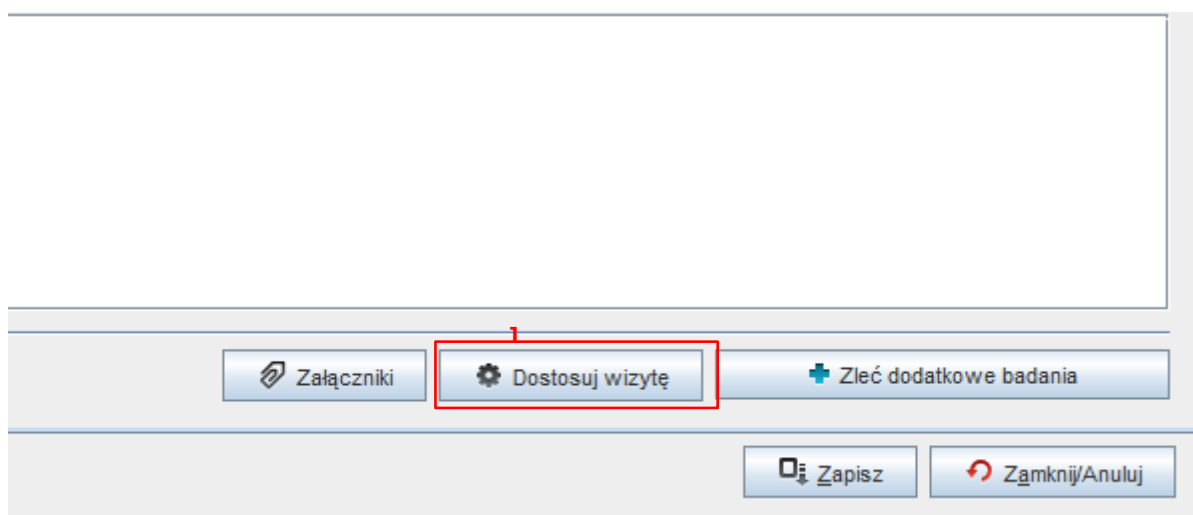 1
Załączniki
Dostosuj wizytę
Zleć dodatkowe badania
Zapisz
Zamknij/Anuluj